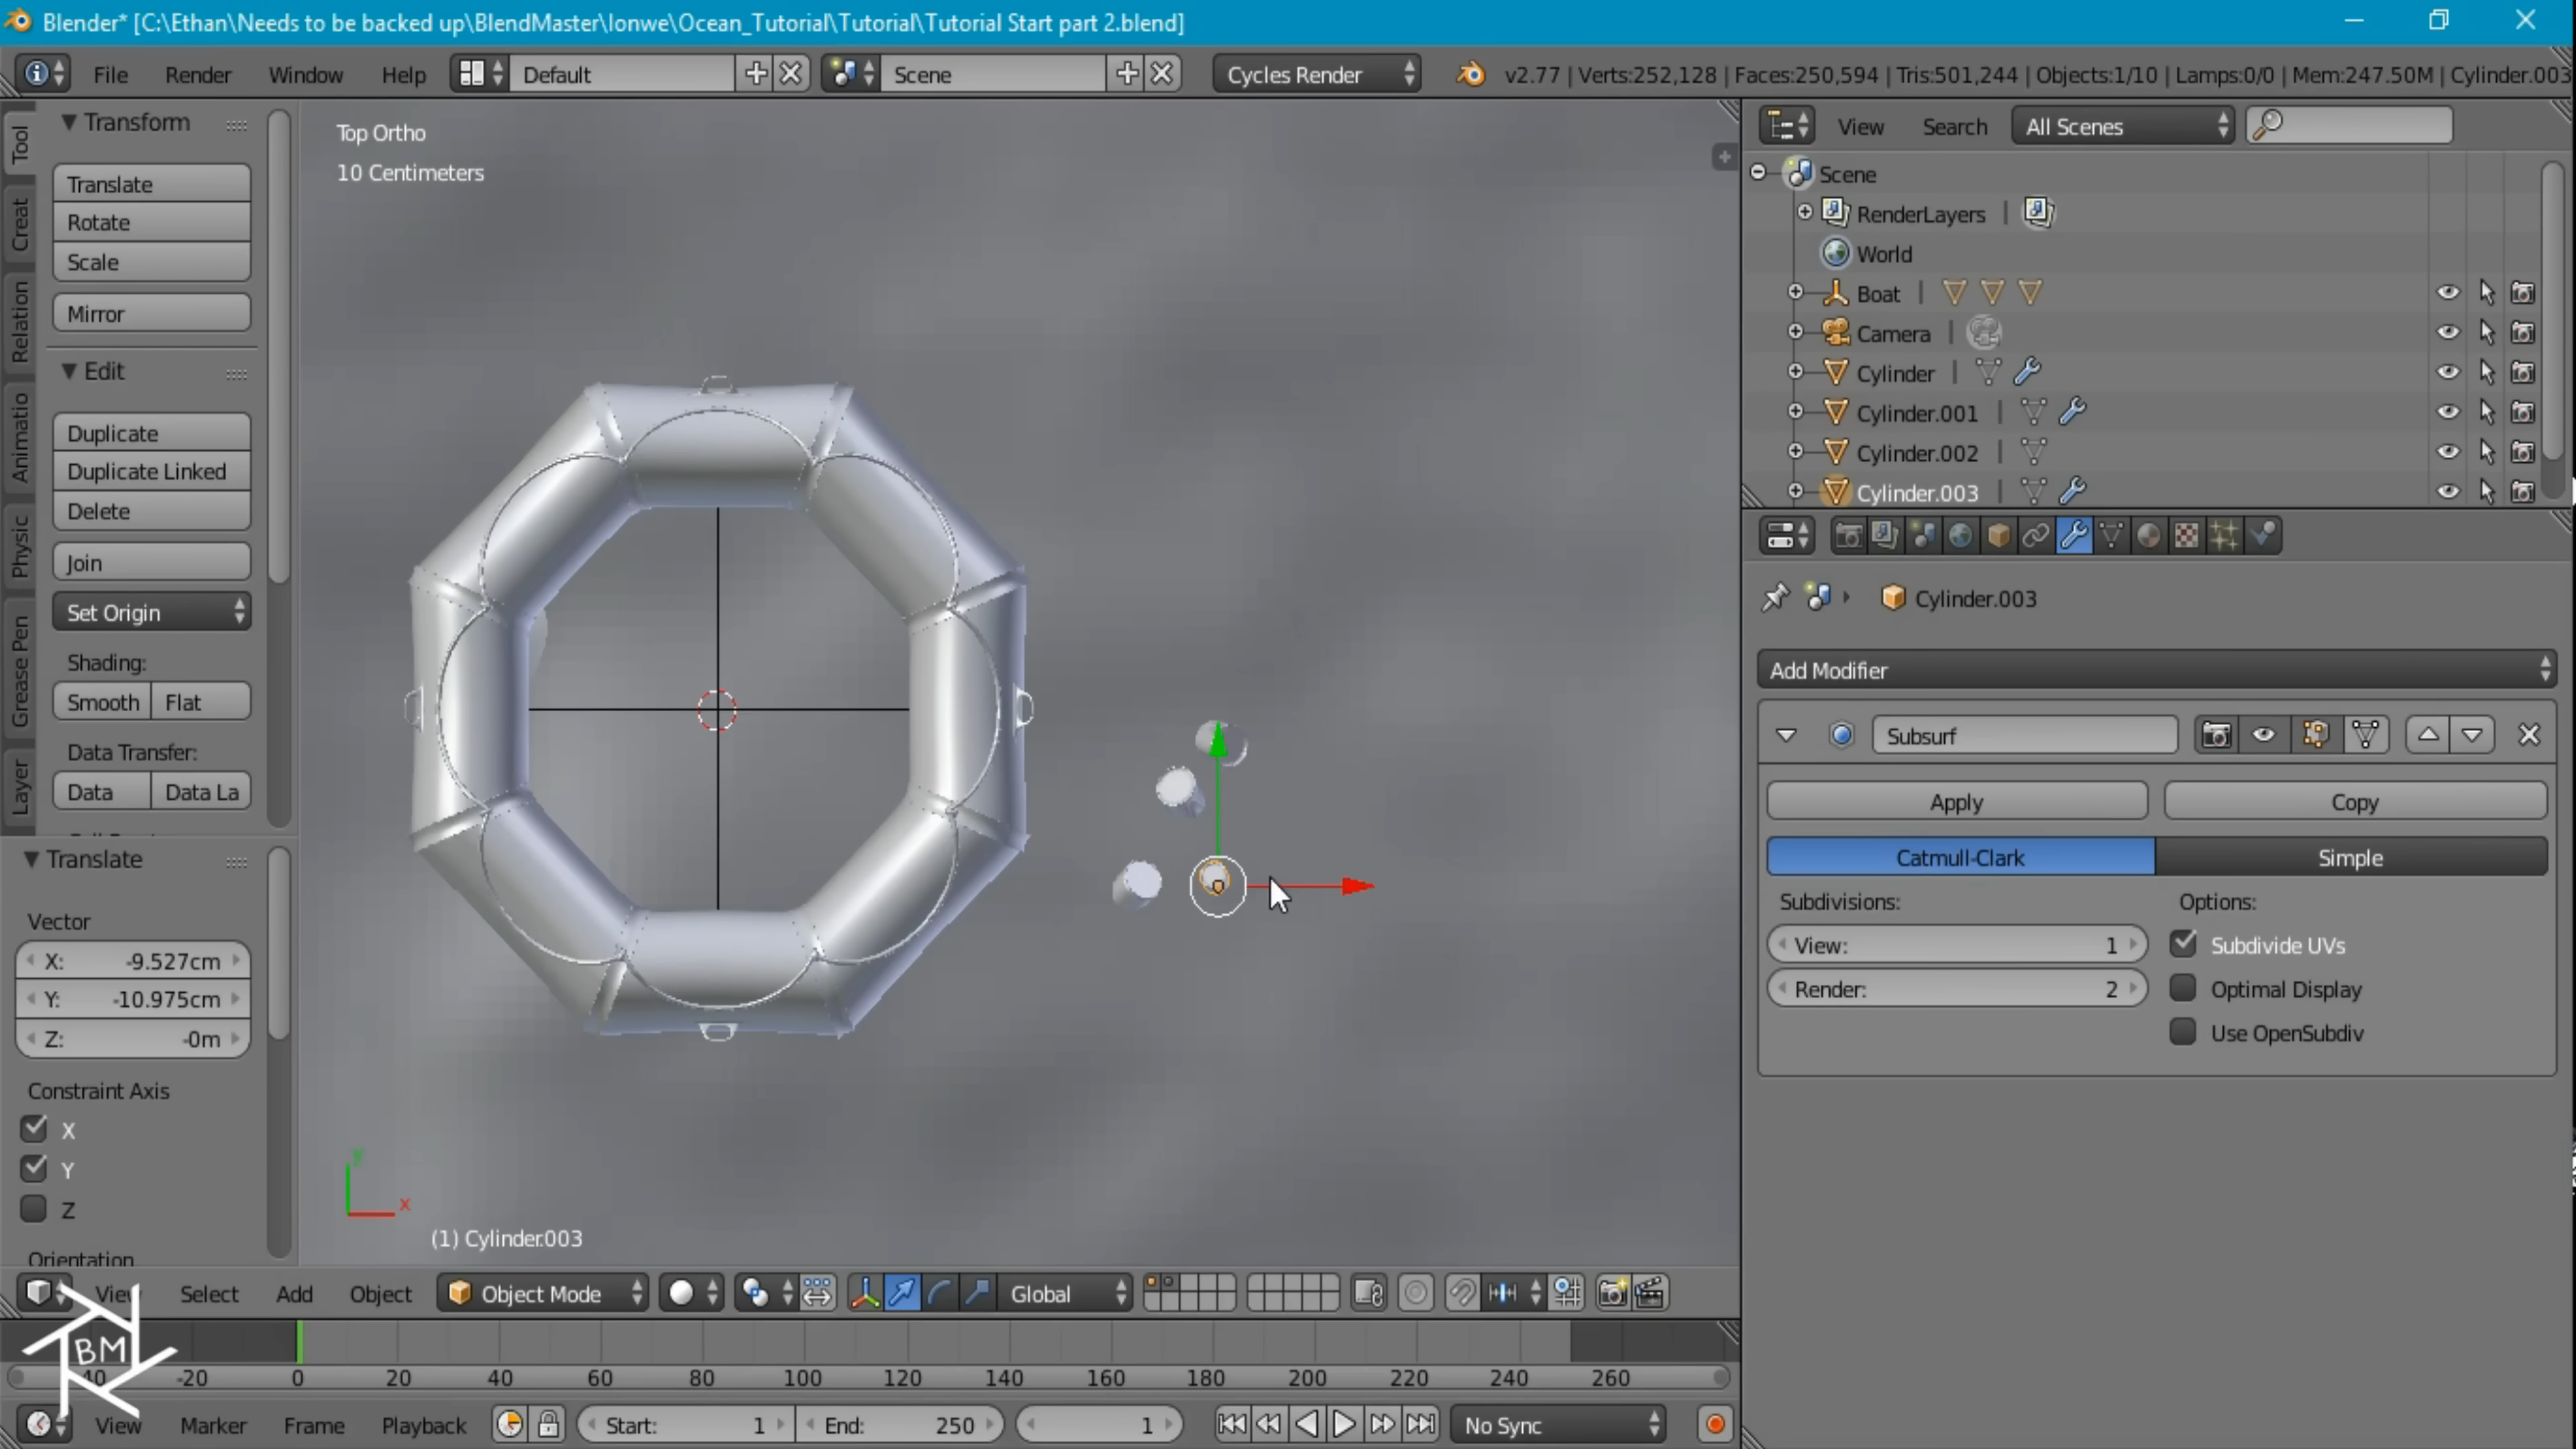 Blender* [C:\Ethan\Needs to be backed up\BlendMaster\Ionwe\Ocean_Tutorial\Tutorial\Tutorial Start part 2.blend]
File Render Window Help Default Scene Cycles Render v2.77 | Verts:252,128 | Faces:250,594 | Tris:501,244 | Objects:1/10 | Lamps:0/0 | Mem:247.50M | Cylinder.003
Tool
Creat
Relation
Animatio
Physic
Grease Pen
Layer
Transform
Translate
Rotate
Scale
Mirror
Edit
Duplicate
Duplicate Linked
Delete
Join
Set Origin
Shading:
Smooth Flat
Data Transfer:
Data Data La
Translate
Vector
X: -9.527cm
Y: -10.975cm
Z: -0m
Constraint Axis
X
Y
Z
Orientation
Top Ortho
10 Centimeters
y
x
(1) Cylinder.003
View Search All Scenes
Scene
RenderLayers |
World
Boat |
Camera |
Cylinder |
Cylinder.001 |
Cylinder.002 |
Cylinder.003 |
Cylinder.003
Add Modifier
Subsurf
Apply Copy
Catmull-Clark Simple
Subdivisions: Options:
View: 1 Subdivide UVs
Render: 2 Optimal Display
Use OpenSubdiv
View Select Add Object Object Mode Global
BM
-20 0 20 40 60 80 100 120 140 160 180 200 220 240 260
View Marker Frame Playback Start: 1 End: 250 1 No Sync